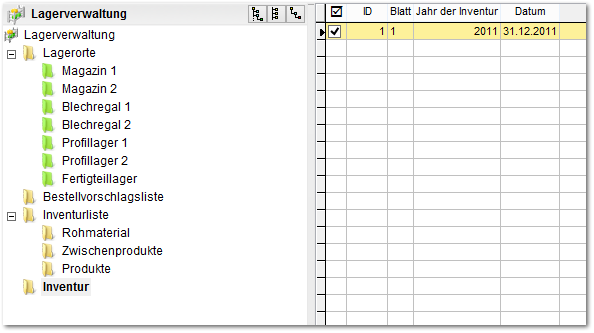 Lagerverwaltung
Lagerverwaltung
Lagerorte
Magazin 1
Magazin 2
Blechregal 1
Blechregal 2
Profillager 1
Profillager 2
Fertigteillager
Bestellvorschlagsliste
Inventurliste
Rohmaterial
Zwischenprodukte
Produkte
Inventur
ID Blatt Jahr der Inventur Datum
1 1 2011 31.12.2011